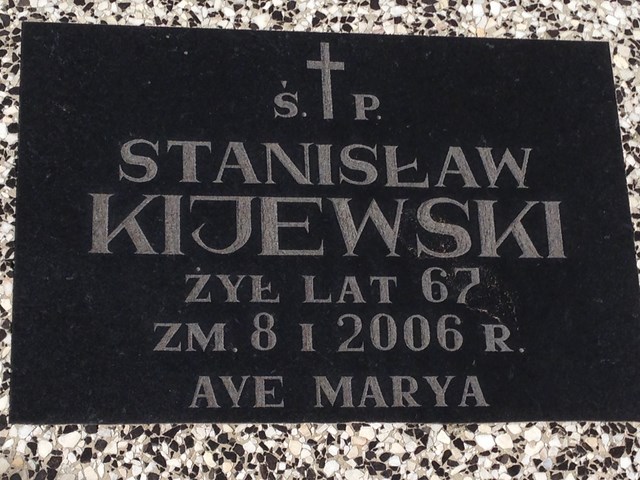 Ś. P.
STANISŁAW
KIJEWSKI
ŻYŁ LAT 67
ZM. 8 I 2006 R.
AVE MARYA